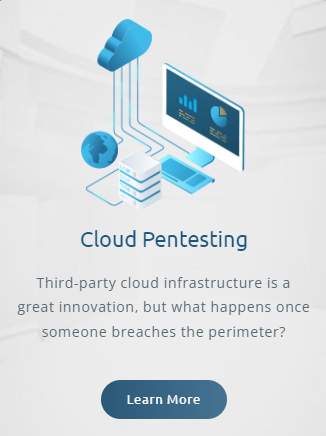 Cloud Pentesting
Third-party cloud infrastructure is a
great innovation, but what happens once
someone breaches the perimeter?
Learn More